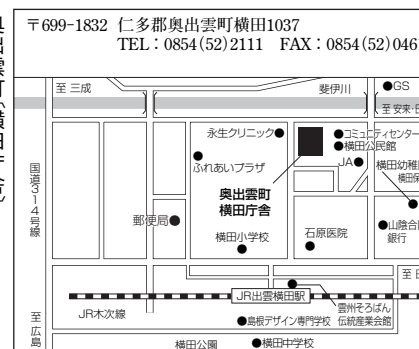 〒699-1832 仁多郡奥出雲町横田1037
TEL：0854(52)2111 FAX：0854(52)046
至 三成
斐伊川
GS
至 安来・
永生クリニック
コミュニティセンター
横田公民館
ふれあいプラザ
JA
横田幼稚
横田保
国道314号線
奥出雲町
横田庁舎
郵便局
横田小学校
石原医院
山陰合
銀行
至
JR出雲横田駅
JR木次線
雲州そろばん
伝統産業会館
島根デザイン専門学校
至 広島
横田公園
横田中学校